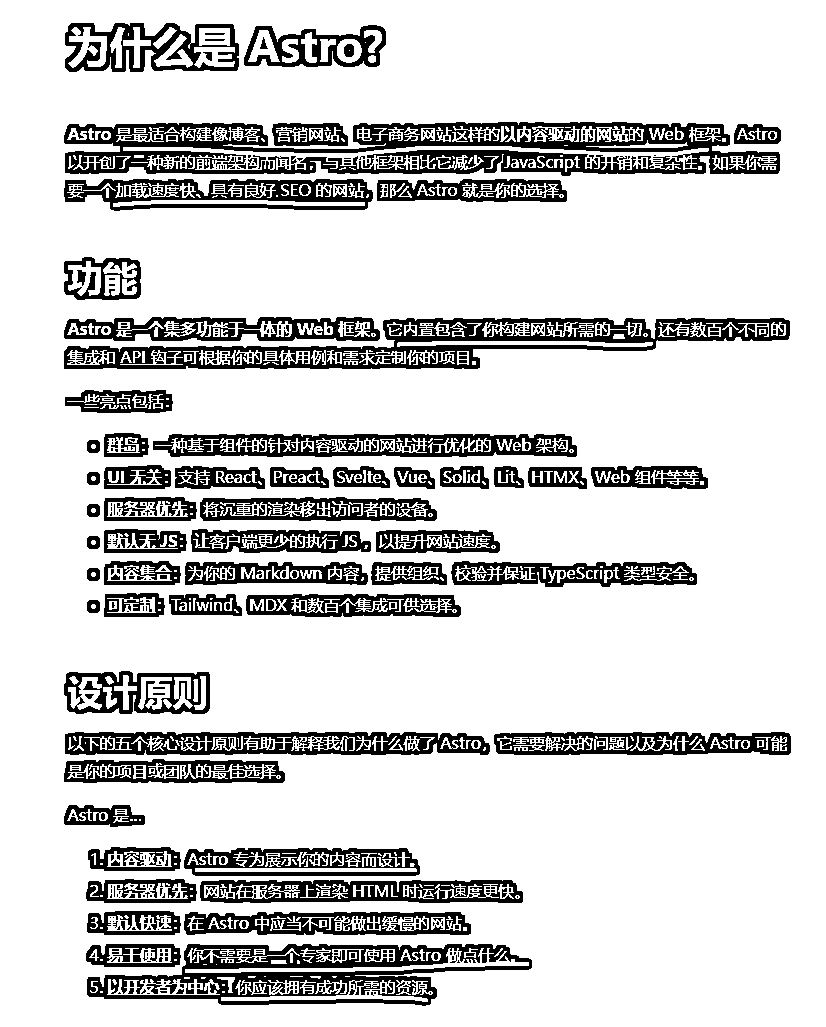 为什么是 Astro?
Astro 是最适合构建像博客、营销网站、电子商务网站这样的以内容驱动的网站的 Web 框架。Astro
以开创了一种新的前端架构而闻名，与其他框架相比它减少了 JavaScript 的开销和复杂性。如果你需
要一个加载速度快、具有良好 SEO 的网站，那么 Astro 就是你的选择。
功能
Astro 是一个集多功能于一体的 Web 框架。它内置包含了你构建网站所需的一切。还有数百个不同的
集成和 API 钩子可根据你的具体用例和需求定制你的项目。
一些亮点包括：
群岛：一种基于组件的针对内容驱动的网站进行优化的 Web 架构。
UI 无关：支持 React、Preact、Svelte、Vue、Solid、Lit、HTMX、Web 组件等等。
服务器优先：将沉重的渲染移出访问者的设备。
默认无 JS：让客户端更少的执行 JS ，以提升网站速度。
内容集合：为你的 Markdown 内容，提供组织、校验并保证 TypeScript 类型安全。
可定制：Tailwind、MDX 和数百个集成可供选择。
设计原则
以下的五个核心设计原则有助于解释我们为什么做了 Astro，它需要解决的问题以及为什么 Astro 可能
是你的项目或团队的最佳选择。
Astro 是...
1. 内容驱动：Astro 专为展示你的内容而设计。
2. 服务器优先：网站在服务器上渲染 HTML 时运行速度更快。
3. 默认快速：在 Astro 中应当不可能做出缓慢的网站。
4. 易于使用：你不需要是一个专家即可使用 Astro 做点什么。
5. 以开发者为中心：你应该拥有成功所需的资源。